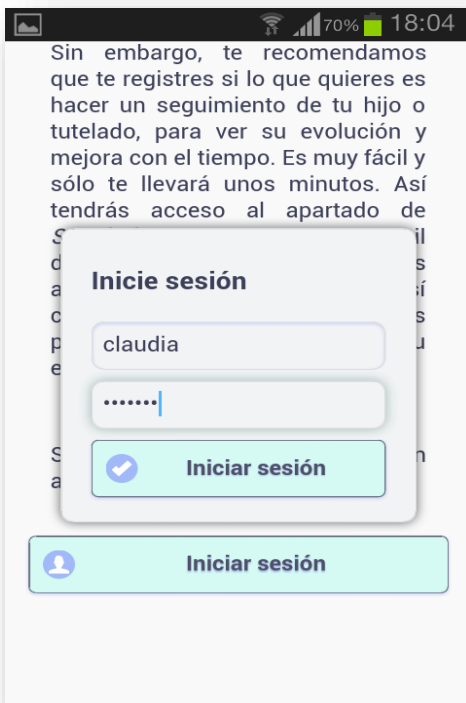 70% 18:04
Sin embargo, te recomendamos
que te registres si lo que quieres es
hacer un seguimiento de tu hijo o
tutelado, para ver su evolución y
mejora con el tiempo. Es muy fácil y
sólo te llevará unos minutos. Así
tendrás acceso al apartado de
Inicie sesión
claudia
•••••••
Iniciar sesión
Iniciar sesión